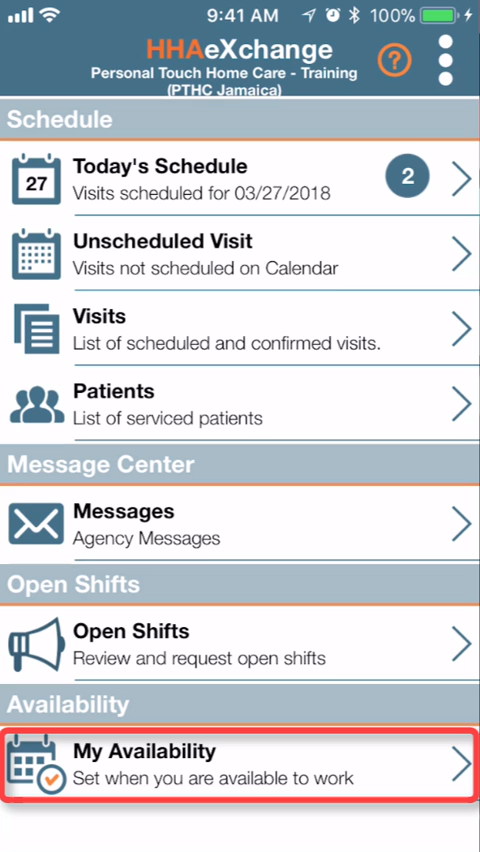 9:41 AM 100%
HHAeXchange
?
Personal Touch Home Care - Training
(PTHC Jamaica)
Schedule
27
Today's Schedule
Visits scheduled for 03/27/2018
2
Unscheduled Visit
Visits not scheduled on Calendar
Visits
List of scheduled and confirmed visits.
Patients
List of serviced patients
Message Center
Messages
Agency Messages
Open Shifts
Open Shifts
Review and request open shifts
Availability
My Availability
Set when you are available to work